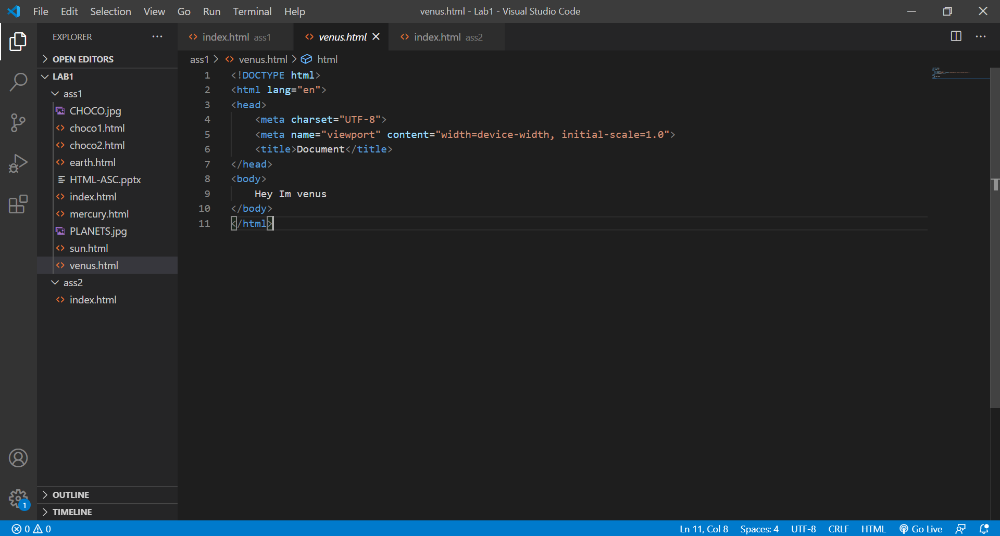 File Edit Selection View Go Run Terminal Help
venus.html - Lab1 - Visual Studio Code
EXPLORER
OPEN EDITORS
LAB1
ass1
CHOCO.jpg
choco1.html
choco2.html
earth.html
HTML-ASC.pptx
index.html
mercury.html
PLANETS.jpg
sun.html
venus.html
ass2
index.html
OUTLINE
TIMELINE
index.html ass1
venus.html
index.html ass2
ass1 > venus.html > html
1 <!DOCTYPE html>
2 <html lang="en">
3 <head>
4 <meta charset="UTF-8">
5 <meta name="viewport" content="width=device-width, initial-scale=1.0">
6 <title>Document</title>
7 </head>
8 <body>
9 Hey Im venus
10 </body>
11 </html>
1
0 0
Ln 11, Col 8 Spaces: 4 UTF-8 CRLF HTML Go Live